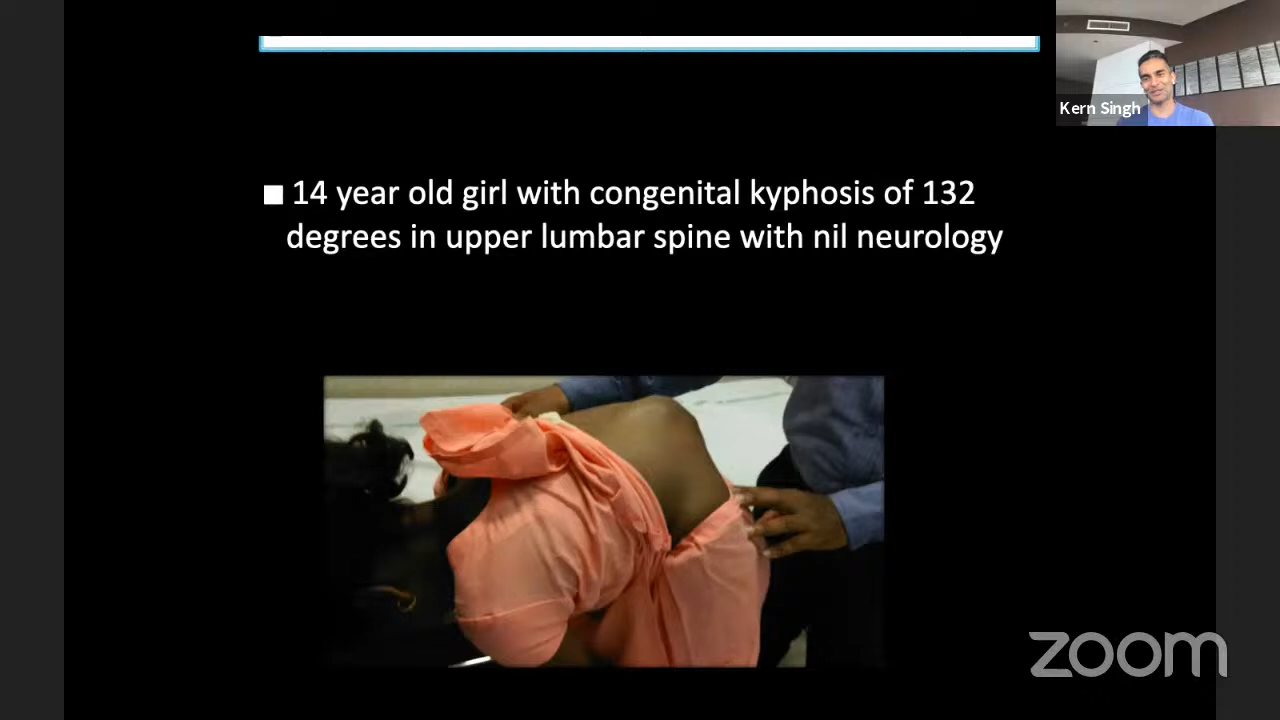 Kern Singh
14 year old girl with congenital kyphosis of 132
degrees in upper lumbar spine with nil neurology
zoom